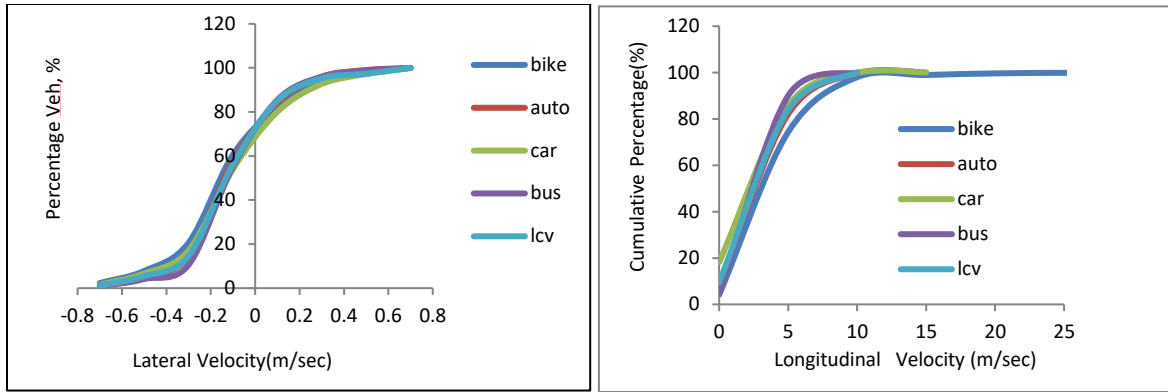 120
100
80
60
40
20
0
-0.8 -0.6 -0.4 -0.2 0 0.2 0.4 0.6 0.8
Percentage Veh, %
Lateral Velocity(m/sec)
bike
auto
car
bus
lcv
120
100
80
60
40
20
0
0 5 10 15 20 25
Cumulative Percentage(%)
Longitudinal Velocity (m/sec)
bike
auto
car
bus
lcv